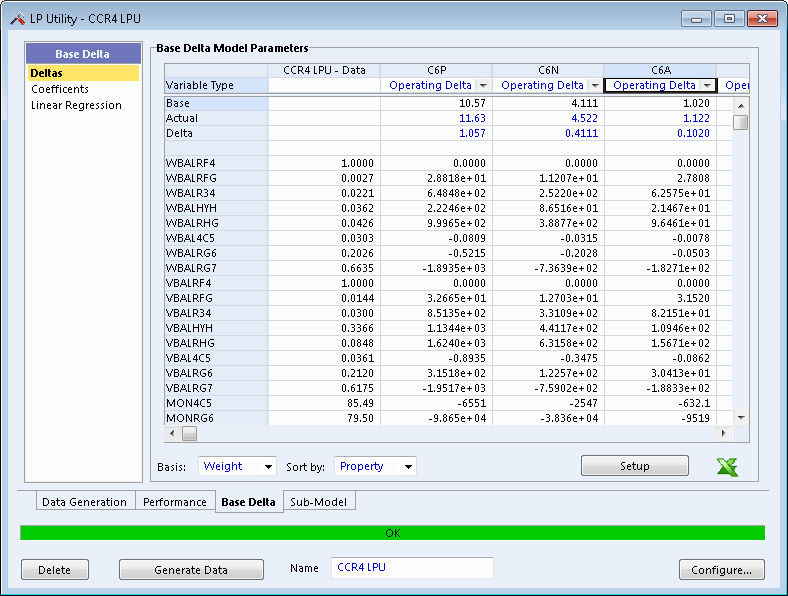 LP Utility - CCR4 LPU
Base Delta
Deltas
Coefficents
Linear Regression
Base Delta Model Parameters
CCR4 LPU - Data C6P C6N C6A
Variable Type Operating Delta Operating Delta Operating Delta Oper
Base 10.57 4.111 1.020
Actual 11.63 4.522 1.122
Delta 1.057 0.4111 0.1020
WBALRF4 1.0000 0.0000 0.0000 0.0000
WBALRFG 0.0027 2.8818e+01 1.1207e+01 2.7808
WBALR34 0.0221 6.4848e+02 2.5220e+02 6.2575e+01
WBALHYH 0.0362 2.2246e+02 8.6516e+01 2.1467e+01
WBALRHG 0.0426 9.9965e+02 3.8877e+02 9.6461e+01
WBAL4C5 0.0303 -0.0809 -0.0315 -0.0078
WBALRG6 0.2026 -0.5215 -0.2028 -0.0503
WBALRG7 0.6635 -1.8935e+03 -7.3639e+02 -1.8271e+02
VBALRF4 1.0000 0.0000 0.0000 0.0000
VBALRFG 0.0144 3.2665e+01 1.2703e+01 3.1520
VBALR34 0.0300 8.5135e+02 3.3109e+02 8.2151e+01
VBALHYH 0.3366 1.1344e+03 4.4117e+02 1.0946e+02
VBALRHG 0.0848 1.6240e+03 6.3158e+02 1.5671e+02
VBAL4C5 0.0361 -0.8935 -0.3475 -0.0862
VBALRG6 0.2120 3.1518e+02 1.2257e+02 3.0413e+01
VBALRG7 0.6175 -1.9517e+03 -7.5902e+02 -1.8833e+02
MON4C5 85.49 -6551 -2547 -632.1
MONRG6 79.50 -9.865e+04 -3.836e+04 -9519
Basis: Weight Sort by: Property Setup
Data Generation Performance Base Delta Sub-Model
OK
Delete Generate Data Name CCR4 LPU Configure...